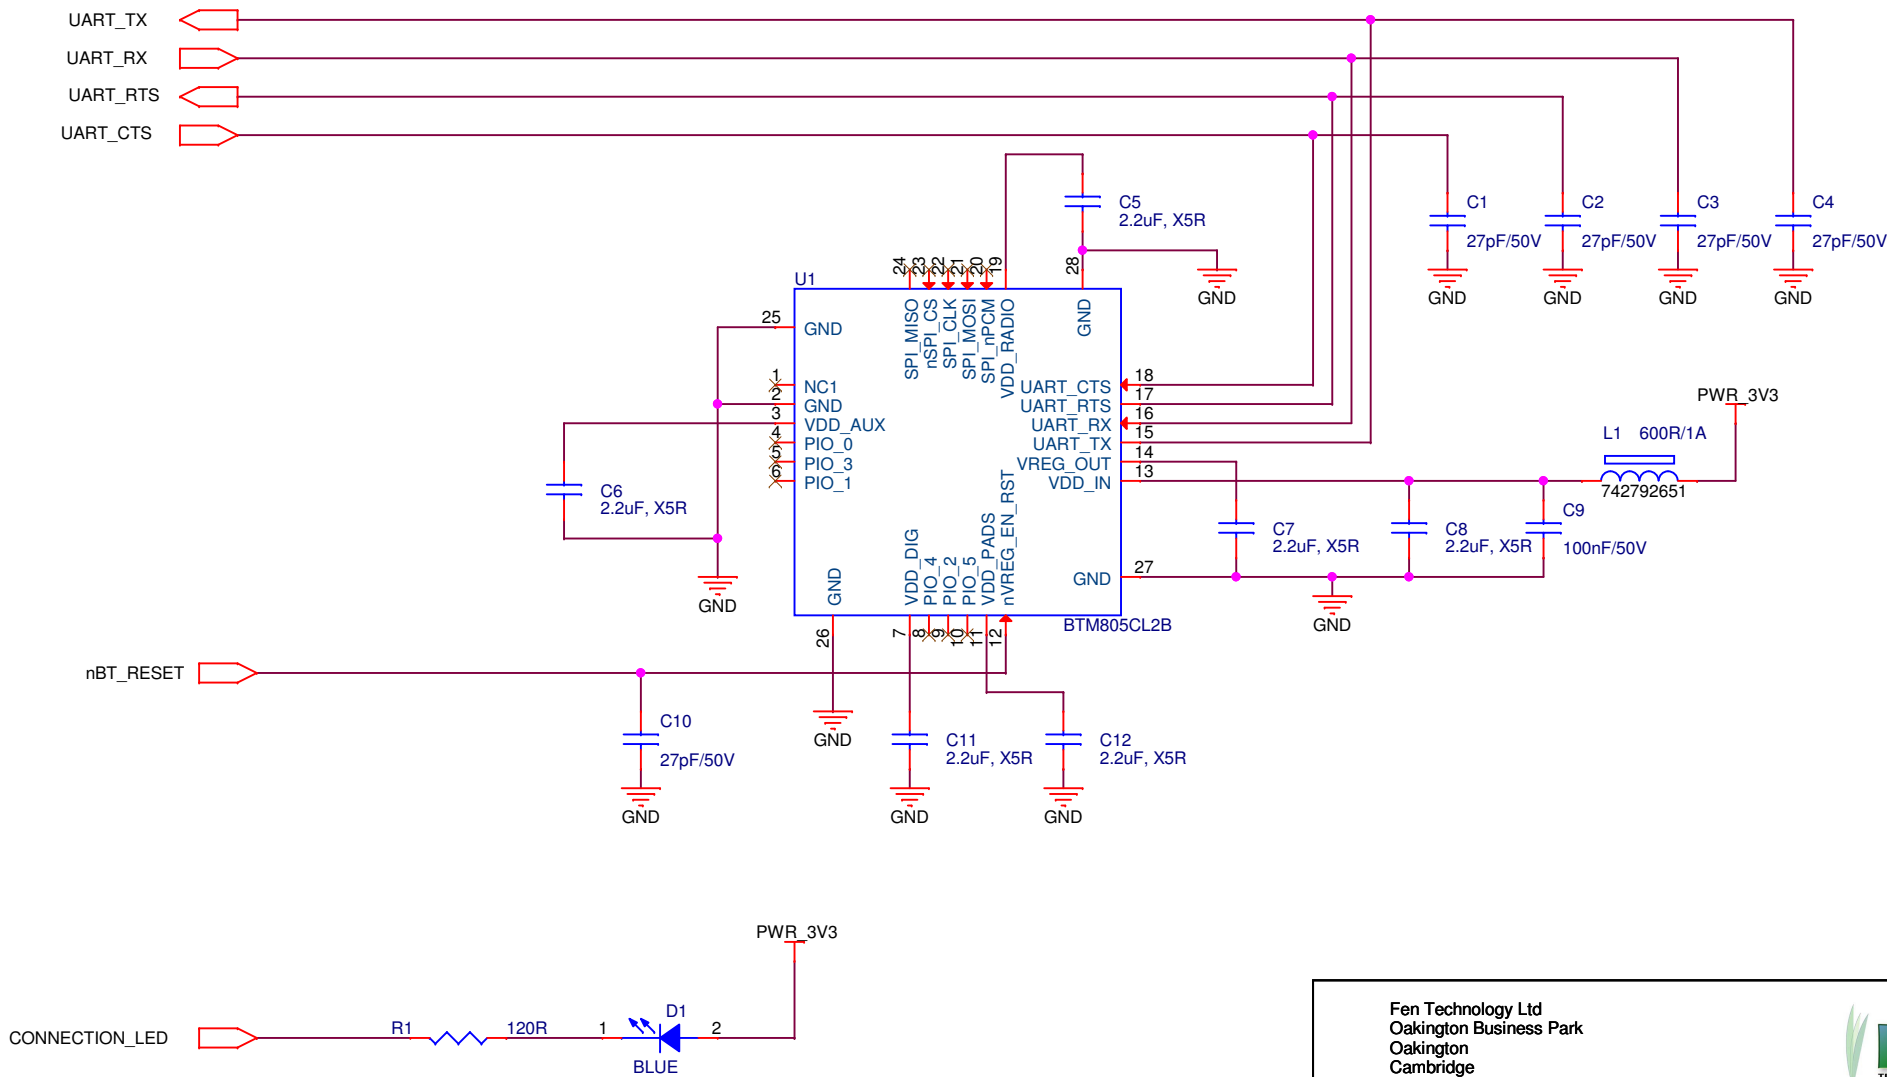 UART_TX
UART_RX
UART_RTS
UART_CTS
C5
2.2uF, X5R
C1
27pF/50V
C2
27pF/50V
C3
27pF/50V
C4
27pF/50V
GND
GND
GND
GND
GND
U1
24
23
22
21
20
19
28
SPI_MISO
nSPI_CS
SPI_CLK
SPI_MOSI
SPI_nPCM
VDD_RADIO
GND
25
GND
1
NC1
2
GND
3
VDD_AUX
4
PIO_0
5
PIO_3
6
PIO_1
UART_CTS
18
UART_RTS
17
UART_RX
16
UART_TX
15
VREG_OUT
14
VDD_IN
13
GND
27
PWR_3V3
L1 600R/1A
742792651
C6
2.2uF, X5R
C7
2.2uF, X5R
C8
2.2uF, X5R
C9
100nF/50V
GND
GND
GND
VDD_DIG
PIO_4
PIO_2
PIO_5
VDD_PADS
nVREG_EN_RST
26
7
8
9
10
11
12
BTM805CL2B
nBT_RESET
C10
27pF/50V
GND
GND
C11
2.2uF, X5R
GND
C12
2.2uF, X5R
GND
PWR_3V3
CONNECTION_LED
R1
120R
1
D1
2
BLUE
Fen Technology Ltd
Oakington Business Park
Oakington
Cambridge